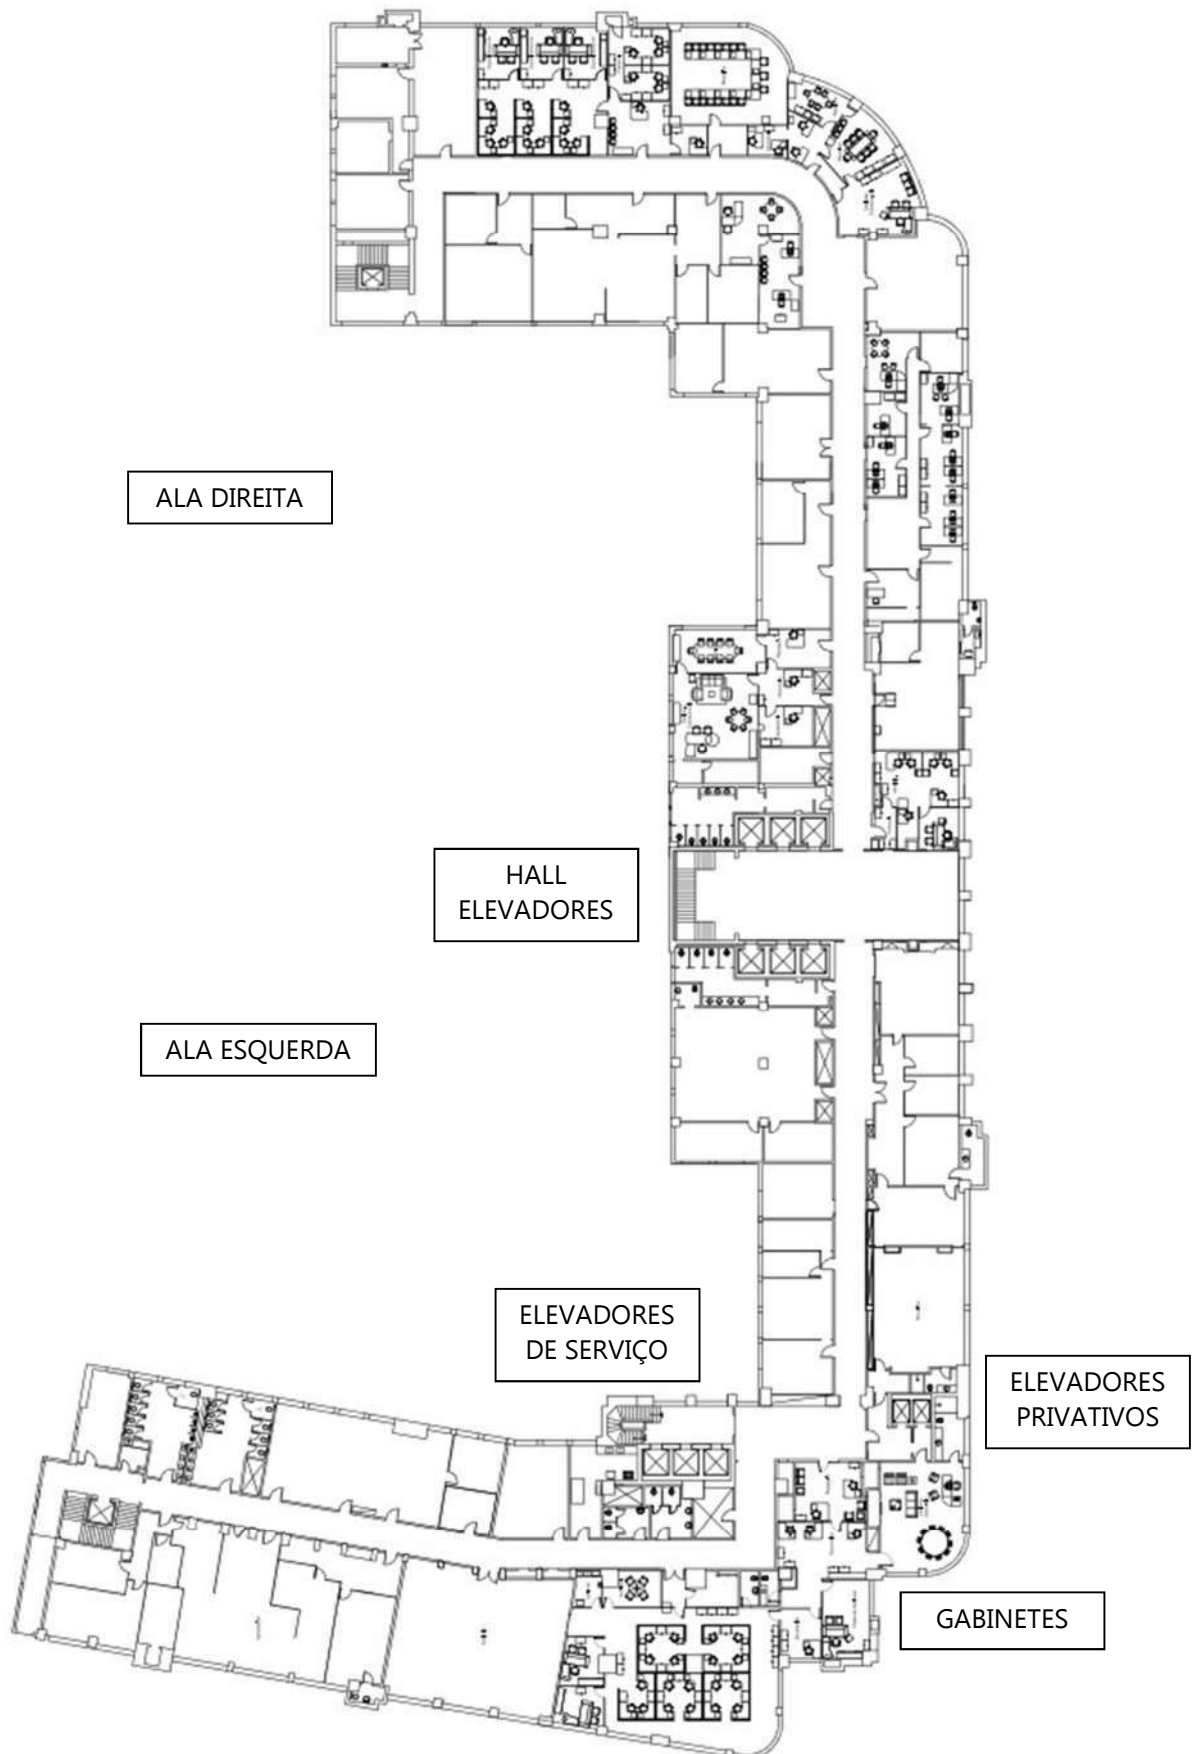 ALA DIREITA
HALL
ELEVADORES
ALA ESQUERDA
ELEVADORES
DE SERVIÇO
ELEVADORES
PRIVATIVOS
GABINETES